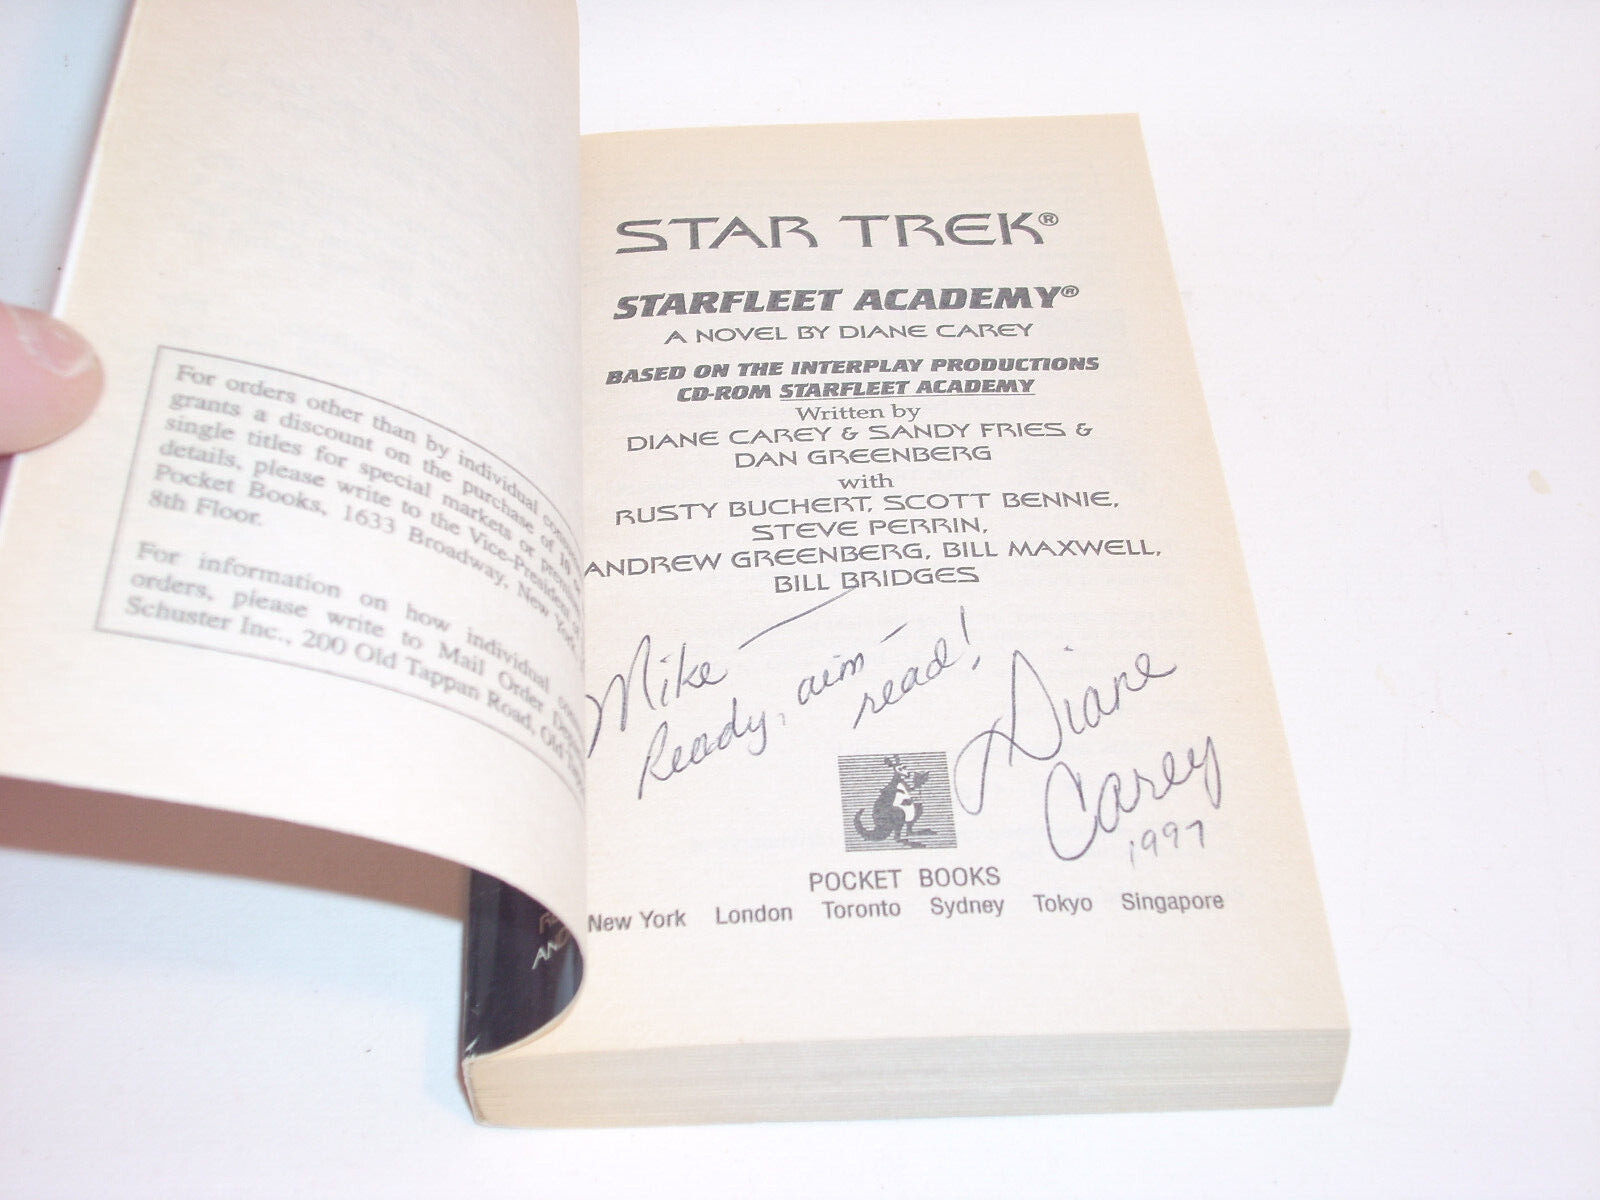 For orders other than by individual
grants a discount on the purchase of 10
single titles for special markets or
details, please write to the Vice-President
Pocket Books, 1633 Broadway, New York
8th Floor.
For information on how individual
orders, please write to Mail Order
Schuster Inc., 200 Old Tappan Road, Old
STAR TREK®
STARFLEET ACADEMY®
A NOVEL BY DIANE CAREY
BASED ON THE INTERPLAY PRODUCTIONS
CD-ROM STARFLEET ACADEMY
Written by
DIANE CAREY & SANDY FRIES &
DAN GREENBERG
with
RUSTY BUCHERT, SCOTT BENNIE,
STEVE PERRIN,
ANDREW GREENBERG, BILL MAXWELL,
BILL BRIDGES
Mike —
Ready, aim —
read!
Diane
Carey
1997
POCKET BOOKS
New York London Toronto Sydney Tokyo Singapore